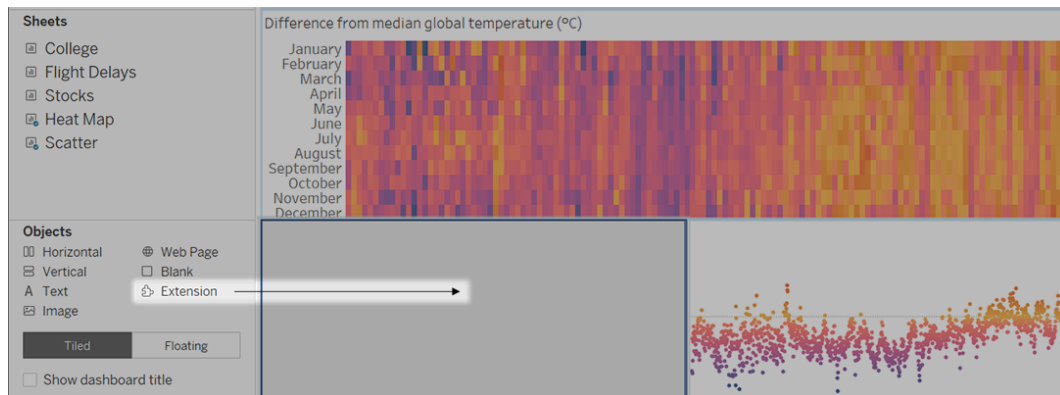 Sheets
College
Flight Delays
Stocks
Heat Map
Scatter
Objects
Horizontal
Web Page
Vertical
Blank
A Text
Extension
Image
Tiled
Floating
Show dashboard title
Difference from median global temperature (ºC)
January
February
March
April
May
June
July
August
September
October
November
December